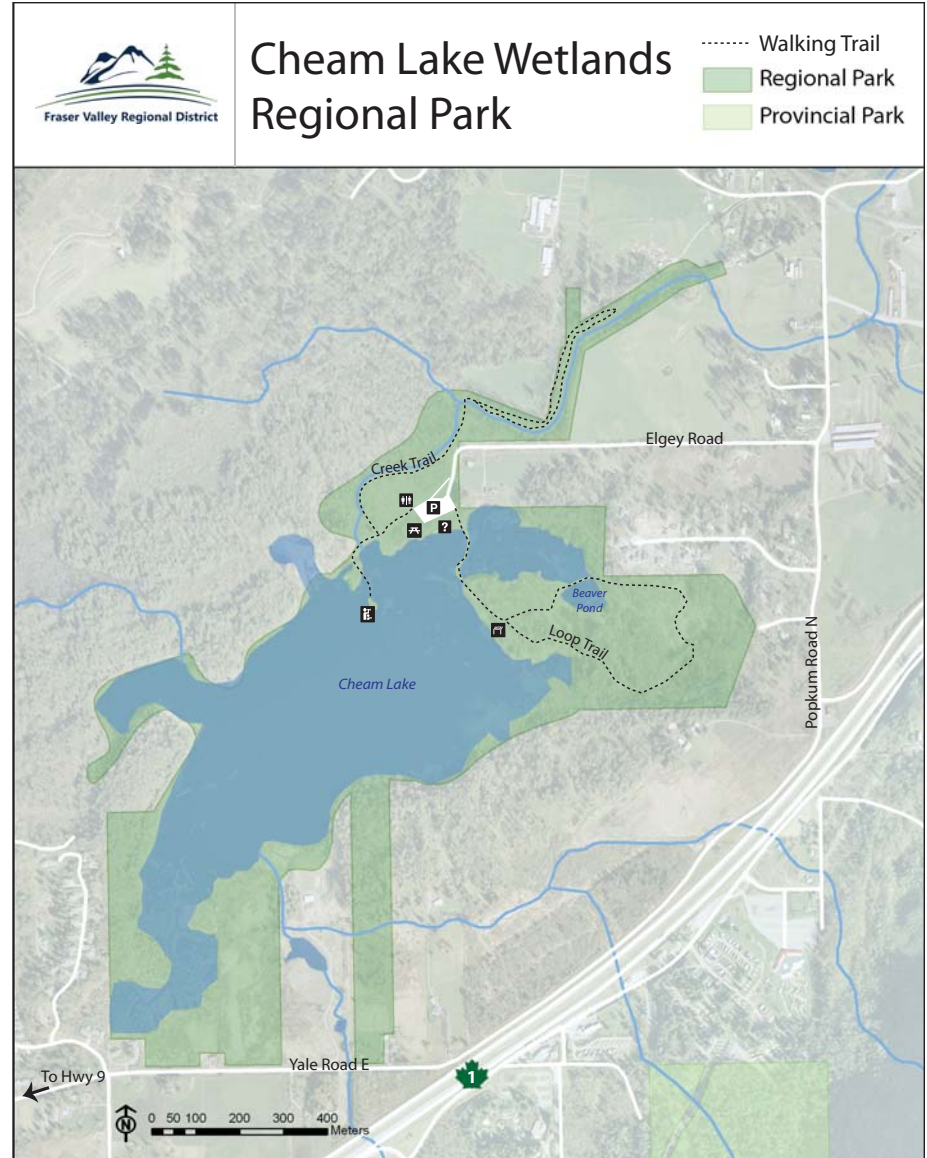 Fraser Valley Regional District
Cheam Lake Wetlands
Regional Park
Walking Trail
Regional Park
Provincial Park
Elgey Road
Creek Trail
P
?
Beaver
Pond
Loop Trail
Popkum Road N
Cheam Lake
Yale Road E
1
To Hwy 9
N
0 50 100 200 300 400
Meters